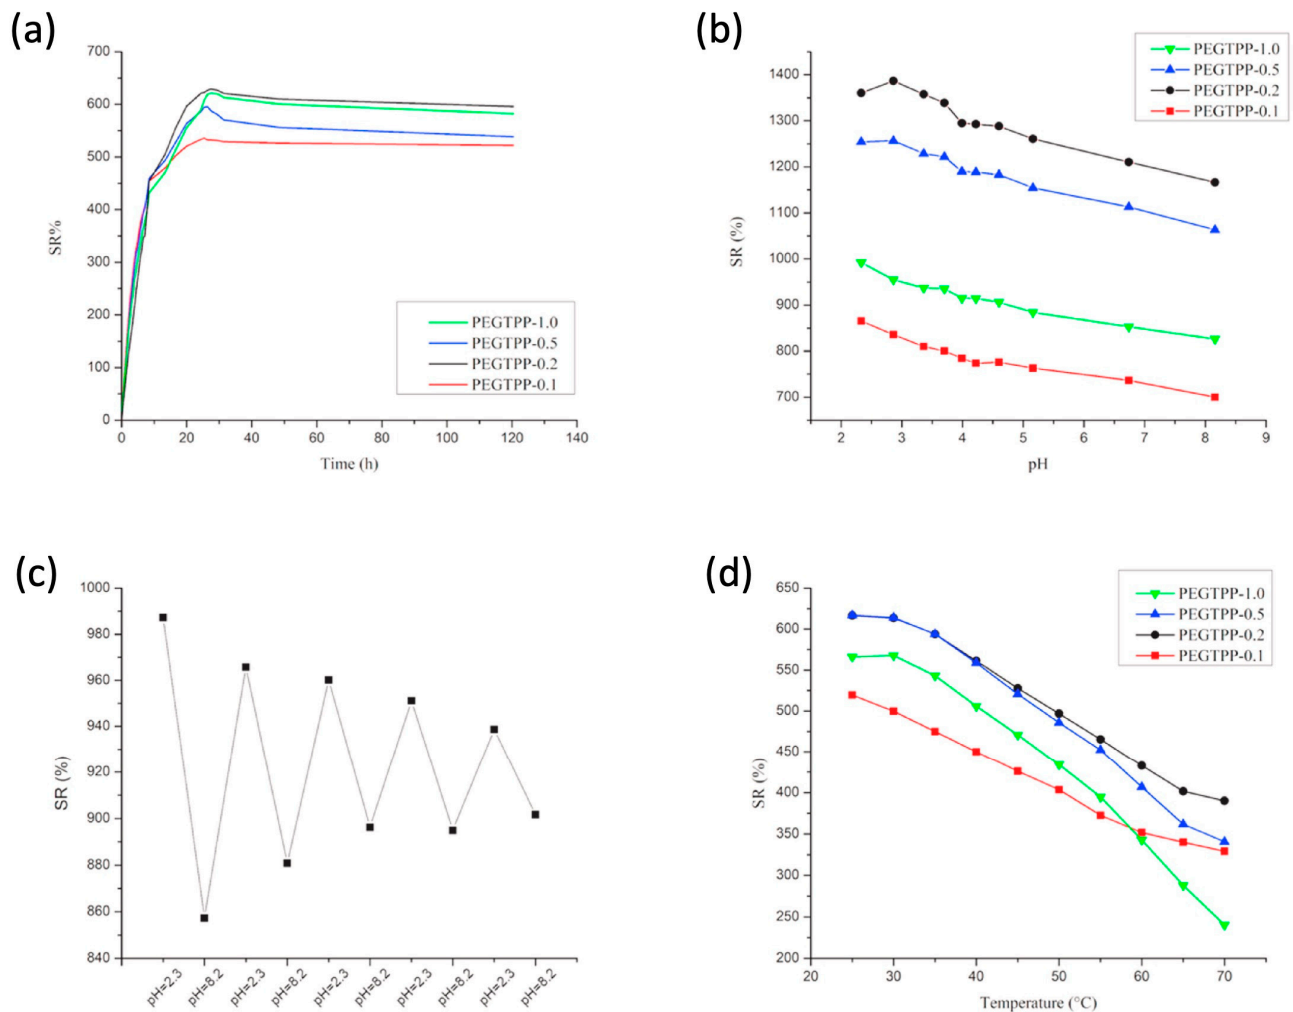 (a)
700
600
500
400
300
200
100
0
SR%
0 20 40 60 80 100 120 140
Time (h)
PEGTPP-1.0
PEGTPP-0.5
PEGTPP-0.2
PEGTPP-0.1
(b)
1400
1300
1200
1100
1000
900
800
700
SR (%)
2 3 4 5 6 7 8 9
pH
PEGTPP-1.0
PEGTPP-0.5
PEGTPP-0.2
PEGTPP-0.1
(c)
1000
980
960
940
920
900
880
860
840
SR (%)
pH=2.3 pH=8.2 pH=2.3 pH=8.2 pH=2.3 pH=8.2 pH=2.3 pH=8.2 pH=2.3 pH=8.2
(d)
650
600
550
500
450
400
350
300
250
200
SR (%)
20 30 40 50 60 70
Temperature (°C)
PEGTPP-1.0
PEGTPP-0.5
PEGTPP-0.2
PEGTPP-0.1